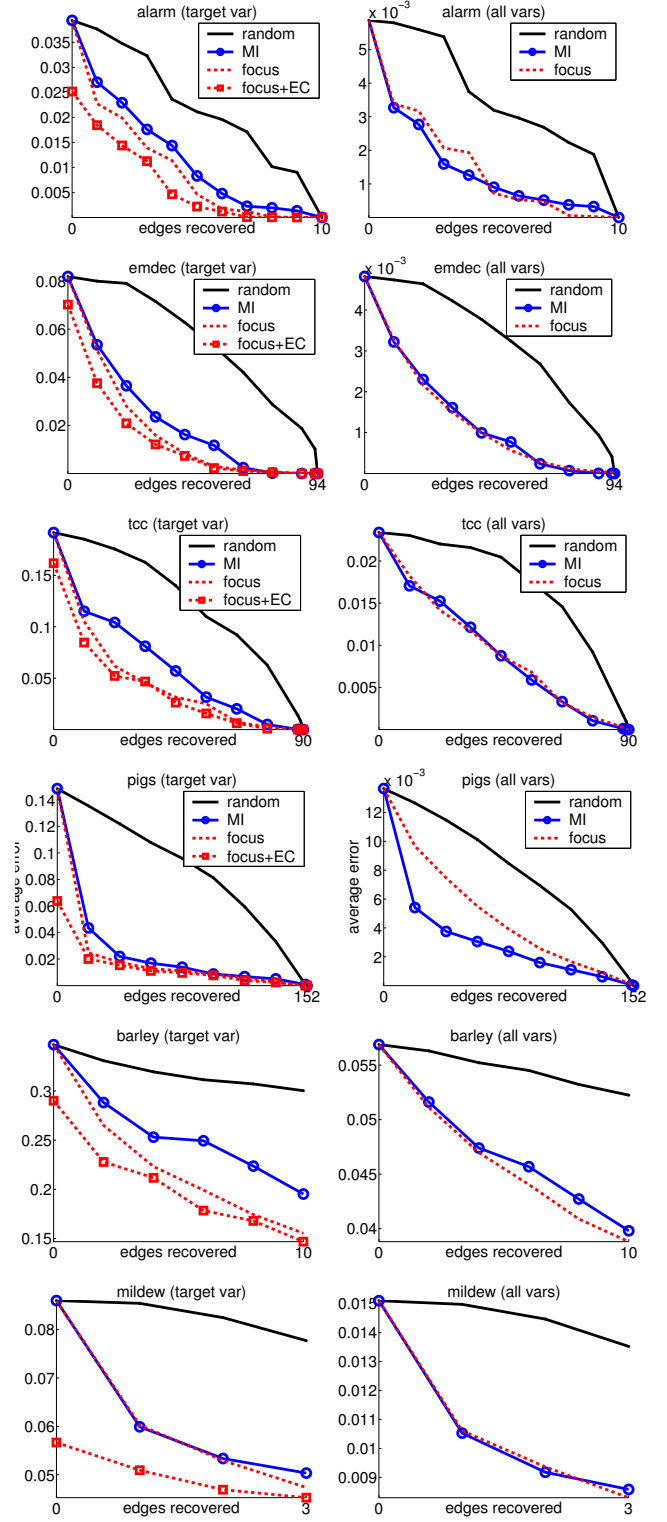 alarm (target var)
0.035
0.03
0.025
0.02
0.015
0.01
0.005
random
MI
focus
focus+EC
0
edges recovered
10
x 10^-3
alarm (all vars)
5
4
3
2
1
random
MI
focus
0
edges recovered
10
emdec (target var)
0.08
0.06
0.04
0.02
random
MI
focus
focus+EC
0
edges recovered
94
emdec (all vars)
x 10^-3
4
3
2
1
random
MI
focus
0
edges recovered
94
tcc (target var)
0.15
0.1
0.05
random
MI
focus
focus+EC
0
edges recovered
90
tcc (all vars)
0.02
0.015
0.01
0.005
random
MI
focus
0
edges recovered
90
pigs (target var)
0.14
0.12
0.1
0.08
0.06
0.04
0.02
average error
random
MI
focus
focus+EC
0
edges recovered
152
x 10^-3
pigs (all vars)
12
10
8
6
4
2
average error
random
MI
focus
0
edges recovered
152
barley (target var)
0.3
0.25
0.2
0.15
0
edges recovered
10
barley (all vars)
0.055
0.05
0.045
0.04
0
edges recovered
10
mildew (target var)
0.08
0.07
0.06
0.05
0
edges recovered
3
mildew (all vars)
0.015
0.014
0.013
0.012
0.011
0.01
0.009
0
edges recovered
3